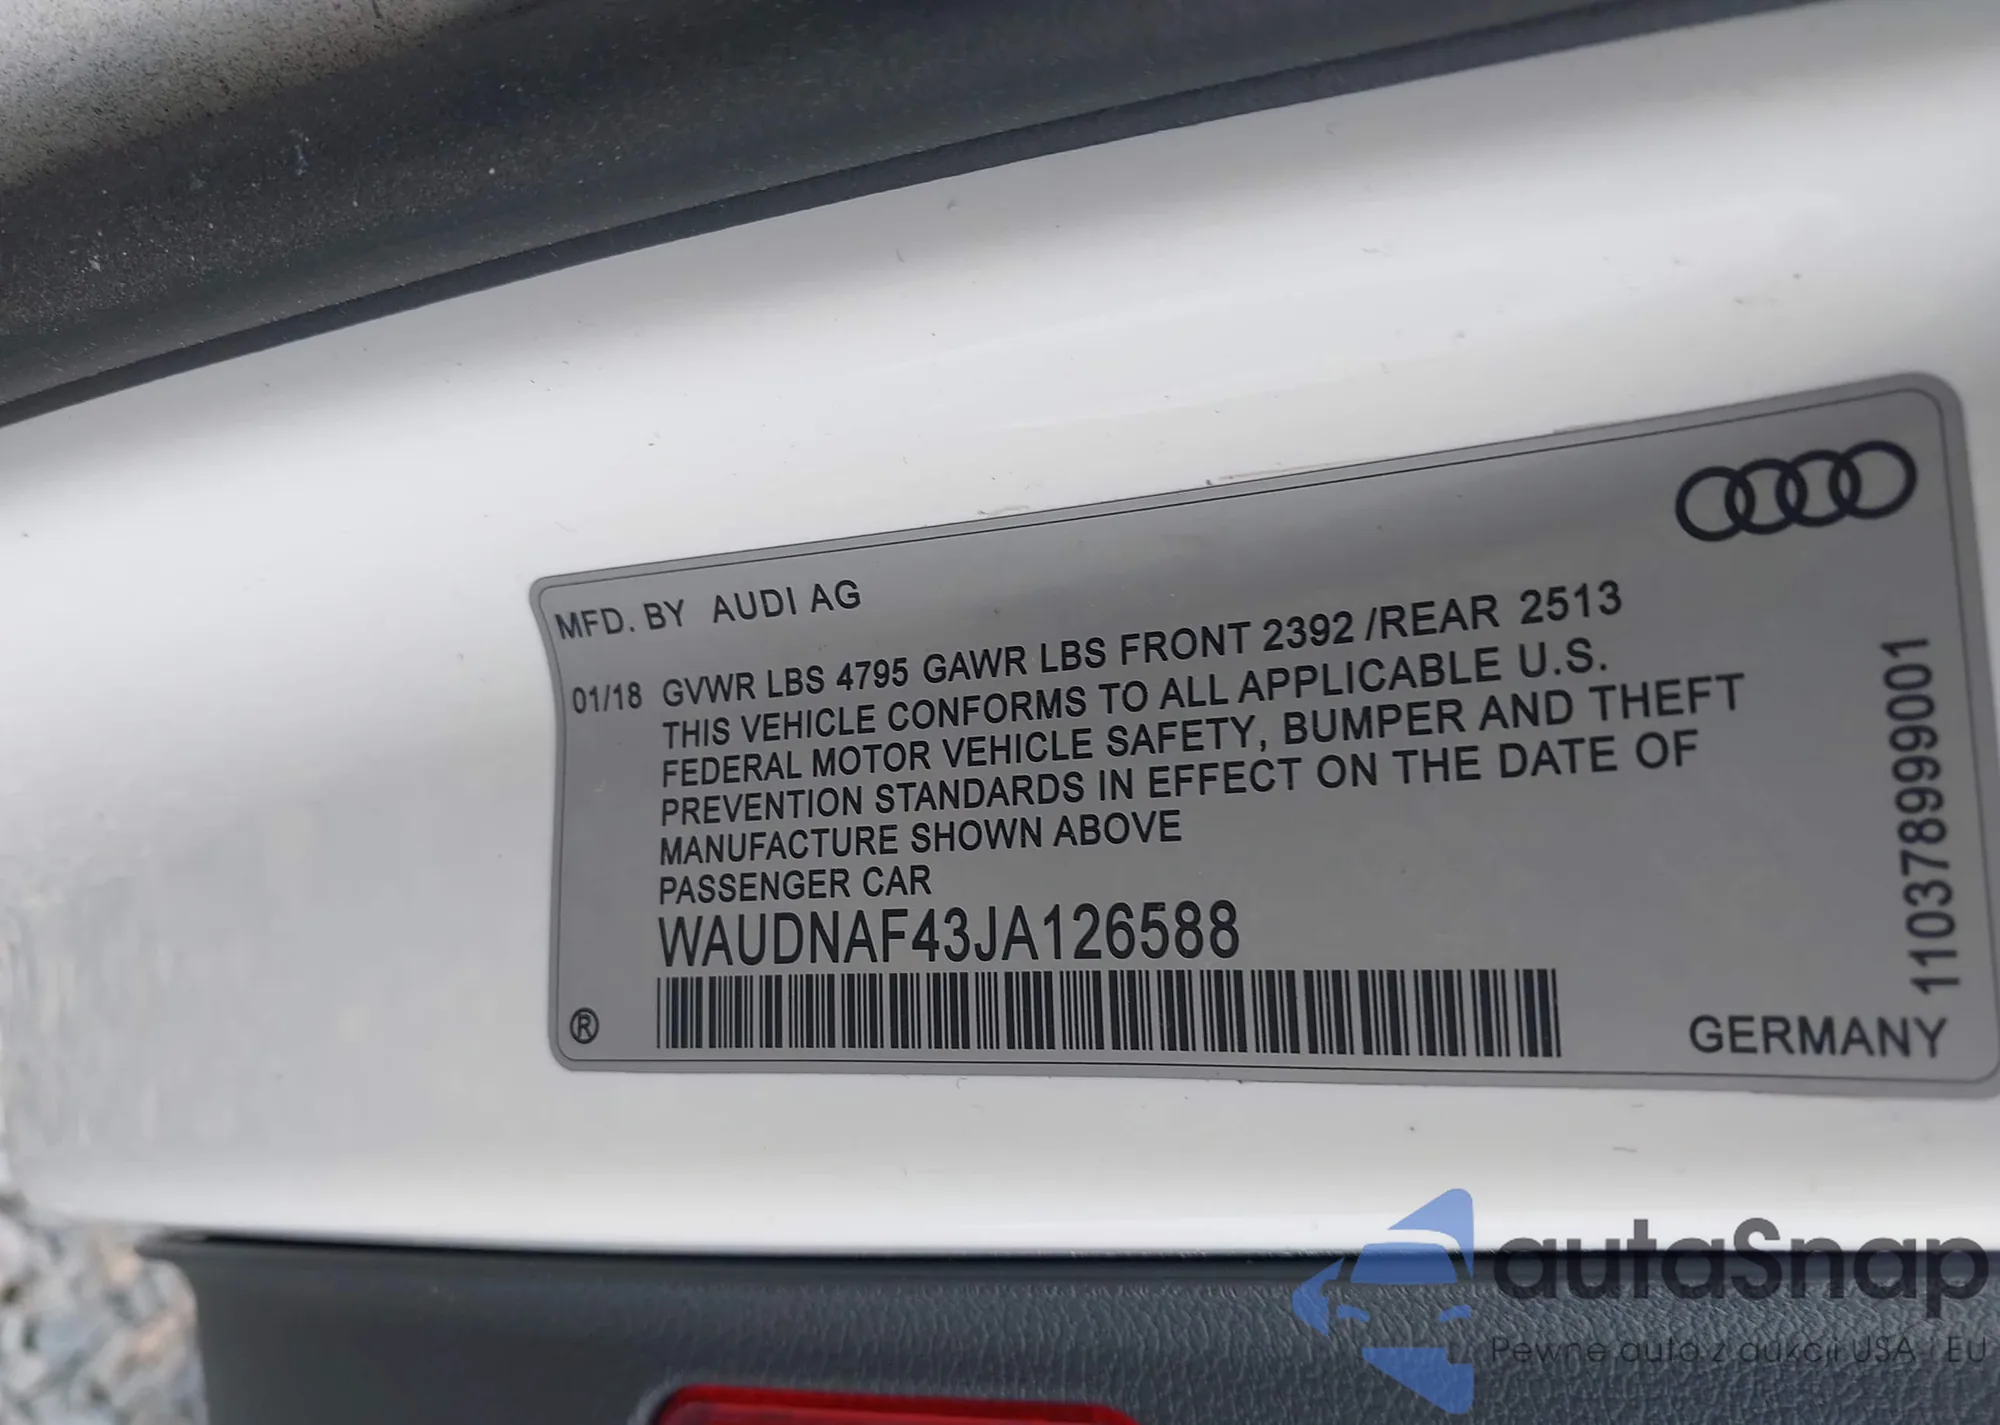 MFD. BY AUDI AG
01/18 GVWR LBS 4795 GAWR LBS FRONT 2392 /REAR 2513
THIS VEHICLE CONFORMS TO ALL APPLICABLE U.S.
FEDERAL MOTOR VEHICLE SAFETY, BUMPER AND THEFT
PREVENTION STANDARDS IN EFFECT ON THE DATE OF
MANUFACTURE SHOWN ABOVE
PASSENGER CAR
WAUDNAF43JA126588
®
GERMANY
11037899001
autaSnap
Pewne auto z aukcji USA i EU